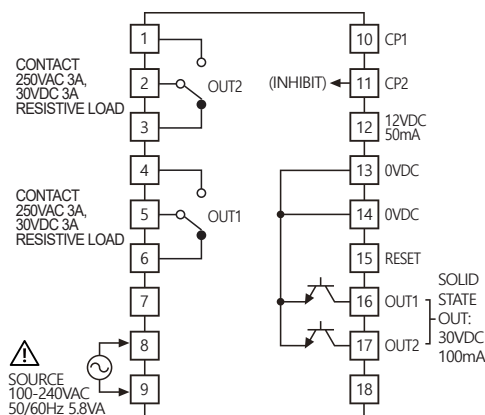 1
CONTACT
250VAC 3A,
30VDC 3A
RESISTIVE LOAD
2
OUT2
3
4
CONTACT
250VAC 3A,
30VDC 3A
RESISTIVE LOAD
5
OUT1
6
7
8
SOURCE
100-240VAC
50/60Hz 5.8VA
9
10 CP1
(INHIBIT) 11 CP2
12 12VDC
50mA
13 0VDC
14 0VDC
15 RESET
16 OUT1
17 OUT2
SOLID
STATE
OUT:
30VDC
100mA
18